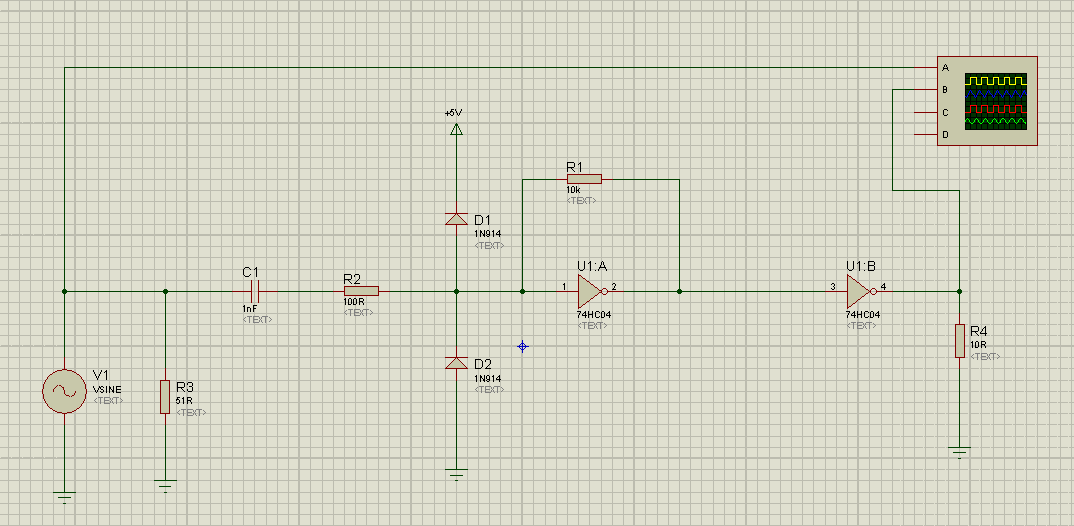 A
B
C
D
+5V
R1
10k
<TEXT>
D1
1N914
<TEXT>
C1
1nF
<TEXT>
R2
100R
<TEXT>
U1:A
1
2
74HC04
<TEXT>
U1:B
3
4
74HC04
<TEXT>
V1
VSINE
<TEXT>
R3
51R
<TEXT>
D2
1N914
<TEXT>
R4
10R
<TEXT>